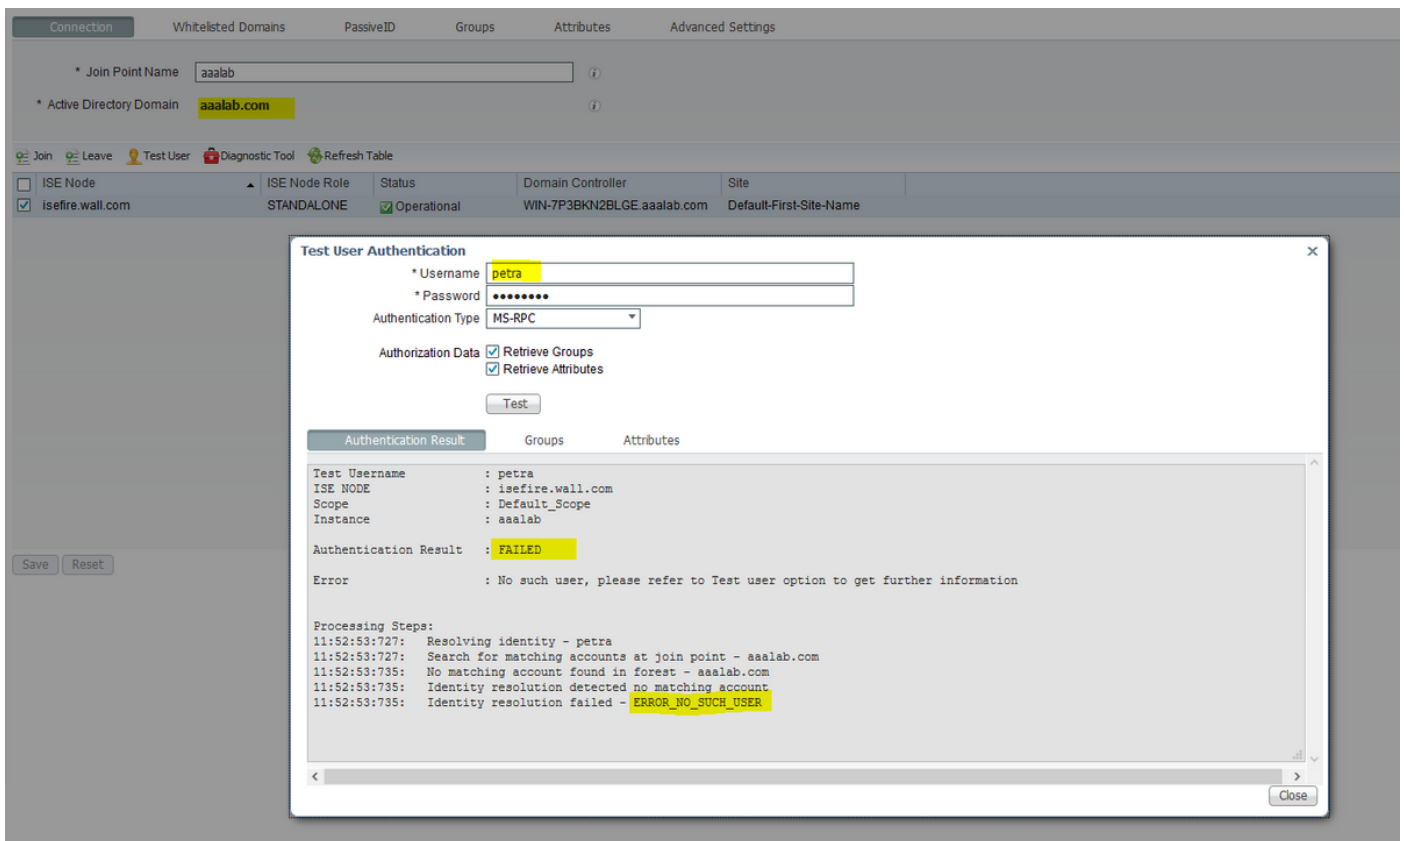 Connection Whitelisted Domains PassiveID Groups Attributes Advanced Settings
* Join Point Name aaalab
* Active Directory Domain aaalab.com
Join Leave Test User Diagnostic Tool Refresh Table
ISE Node ISE Node Role Status Domain Controller Site
isefire.wall.com STANDALONE Operational WIN-7P3BKN2BLGE.aaalab.com Default-First-Site-Name
Test User Authentication
* Username petra
* Password ••••••••
Authentication Type MS-RPC
Authorization Data Retrieve Groups
Retrieve Attributes
Test
Authentication Result Groups Attributes
Test Username : petra
ISE NODE : isefire.wall.com
Scope : Default_Scope
Instance : aaalab
Authentication Result : FAILED
Error : No such user, please refer to Test user option to get further information
Processing Steps:
11:52:53:727: Resolving identity - petra
11:52:53:727: Search for matching accounts at join point - aaalab.com
11:52:53:735: No matching account found in forest - aaalab.com
11:52:53:735: Identity resolution detected no matching account
11:52:53:735: Identity resolution failed - ERROR_NO_SUCH_USER
Close
Save Reset